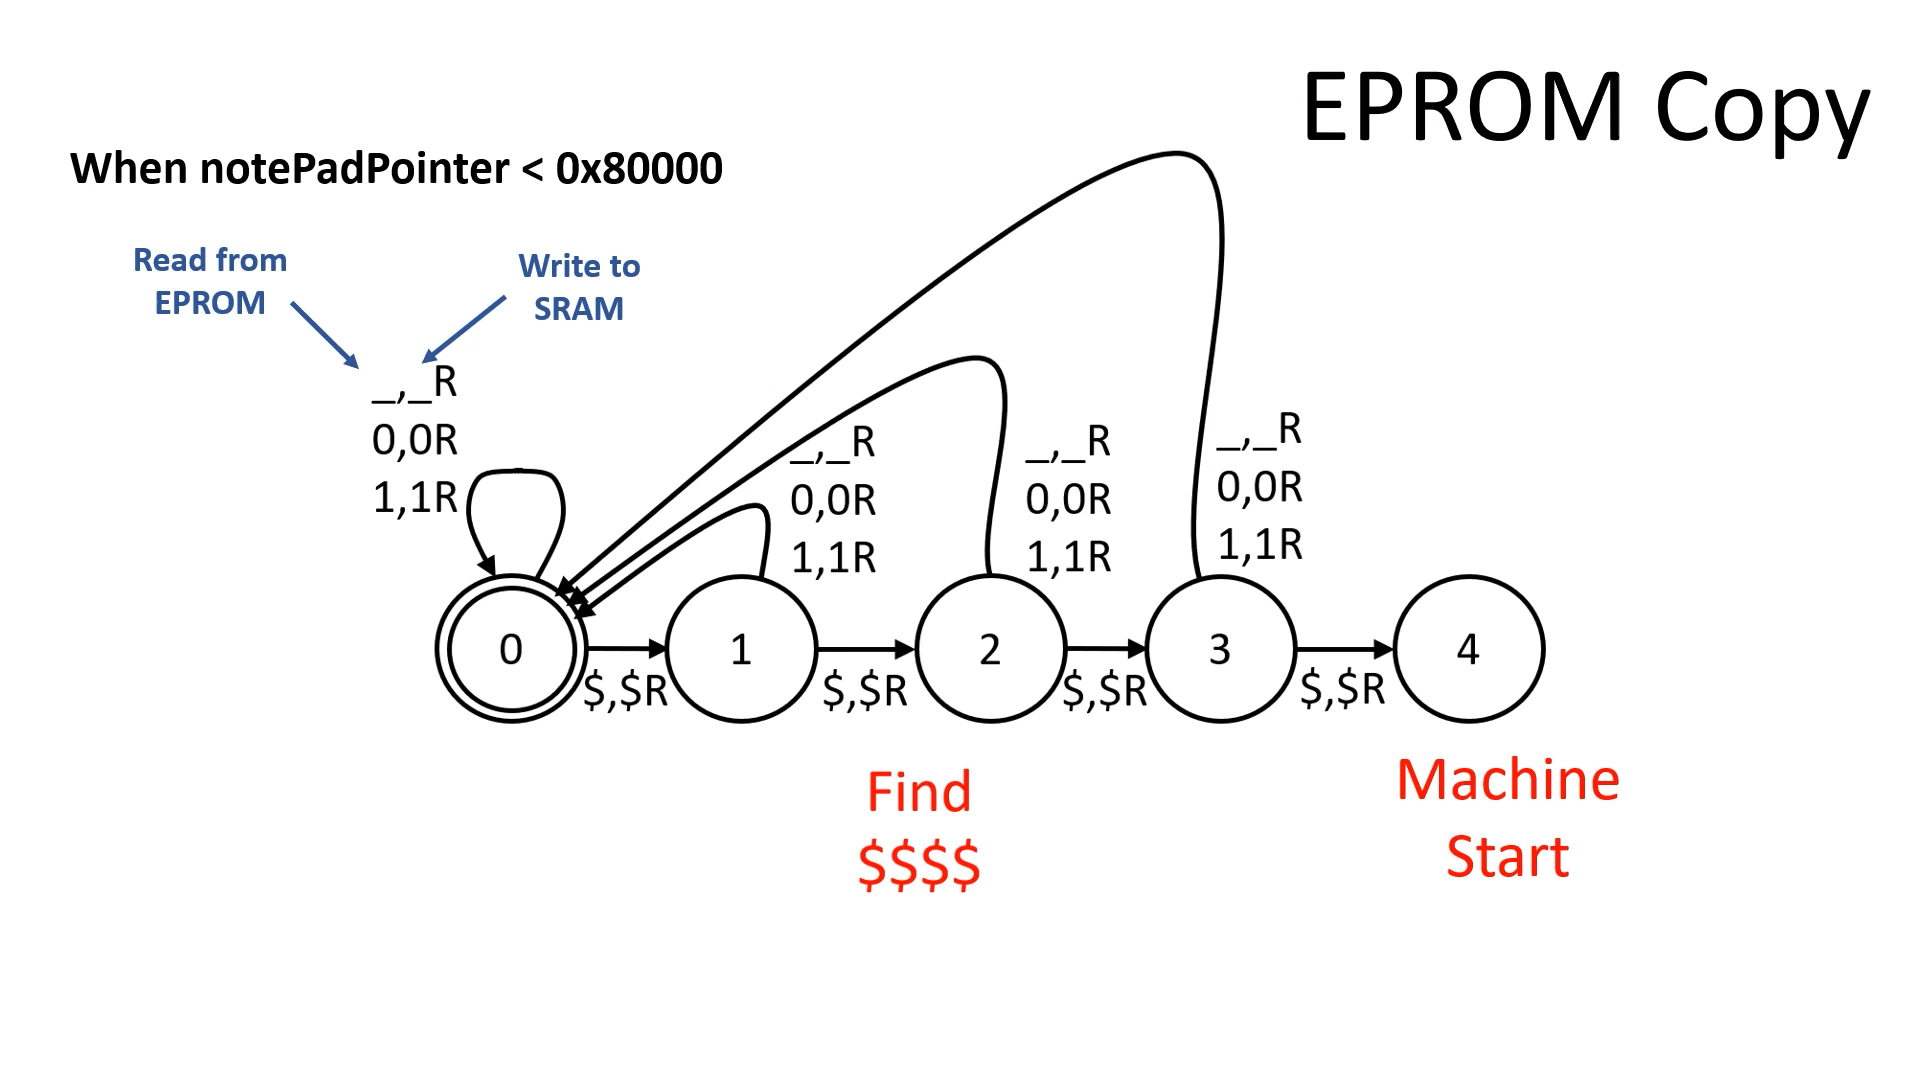 EPROM Copy
When notePadPointer < 0x80000
Read from
EPROM
Write to
SRAM
_,_R
0,0R
1,1R
_,_R
0,0R
1,1R
_,_R
0,0R
1,1R
_,_R
0,0R
1,1R
0
1
2
3
4
$,$R
$,$R
$,$R
$,$R
Find
$$$$
Machine
Start